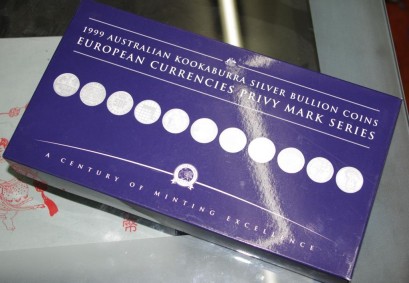 1999 AUSTRALIAN KOOKABURRA SILVER BULLION COINS
EUROPEAN CURRENCIES PRIVY MARK SERIES
A CENTURY OF MINTING EXCELLENCE